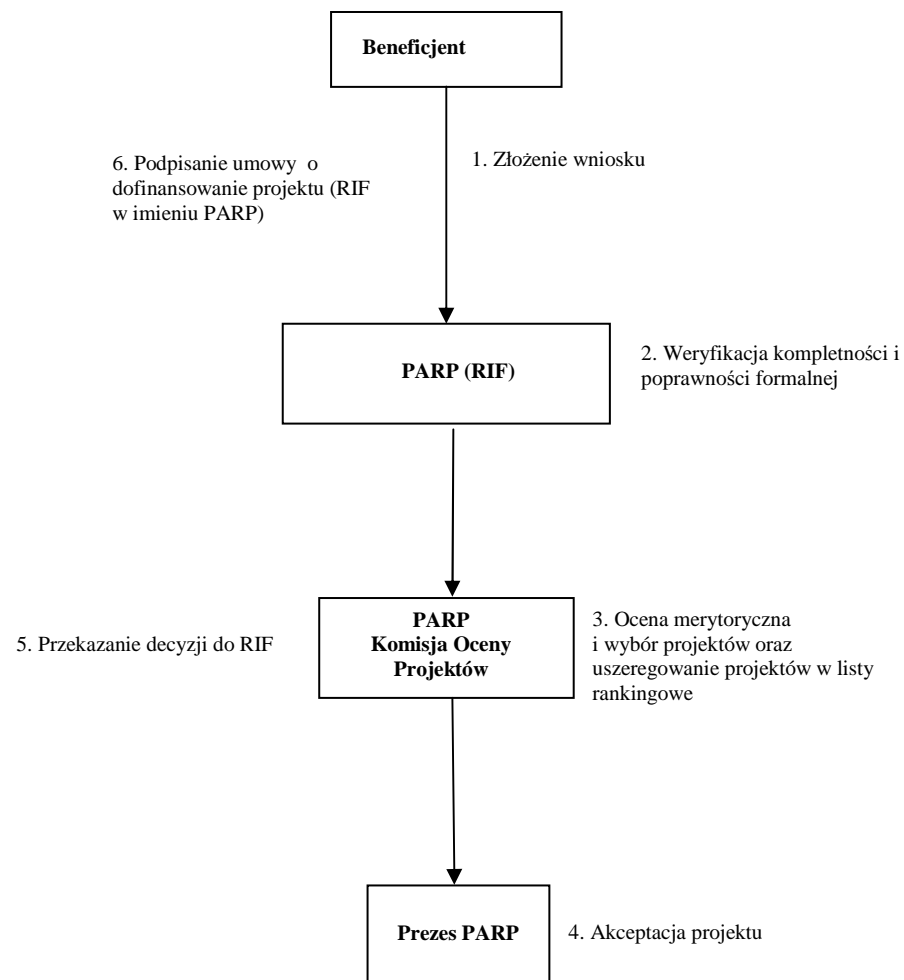 Beneficjent
6. Podpisanie umowy o
dofinansowanie projektu (RIF
w imieniu PARP)
1. Złożenie wniosku
PARP (RIF)
2. Weryfikacja kompletności i
poprawności formalnej
5. Przekazanie decyzji do RIF
PARP
Komisja Oceny
Projektów
3. Ocena merytoryczna
i wybór projektów oraz
uszeregowanie projektów w listy
rankingowe
Prezes PARP
4. Akceptacja projektu